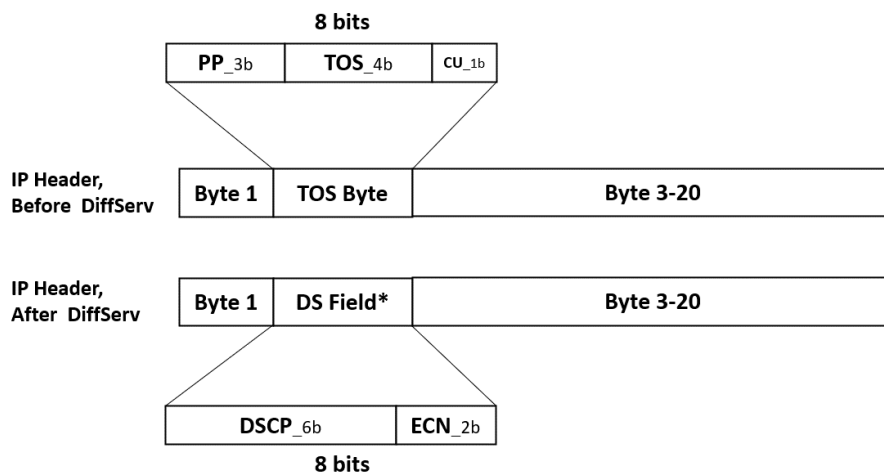 8 bits
PP_3b TOS_4b CU_1b
IP Header,
Before DiffServ
Byte 1 TOS Byte Byte 3-20
IP Header,
After DiffServ
Byte 1 DS Field* Byte 3-20
DSCP_6b ECN_2b
8 bits